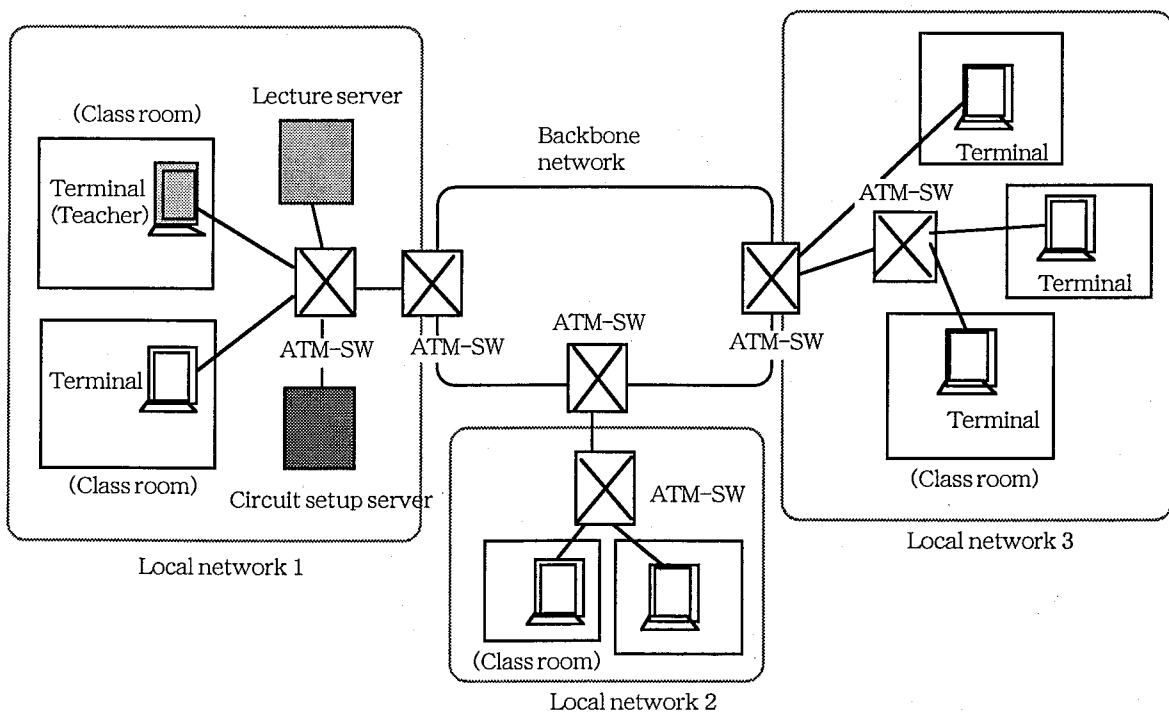 (Class room)
Terminal
(Teacher)
Lecture server
Terminal
(Class room)
ATM-SW
Circuit setup server
ATM-SW
Local network 1
Backbone
network
ATM-SW
ATM-SW
ATM-SW
(Class room)
Local network 2
Terminal
ATM-SW
Terminal
Terminal
(Class room)
Local network 3